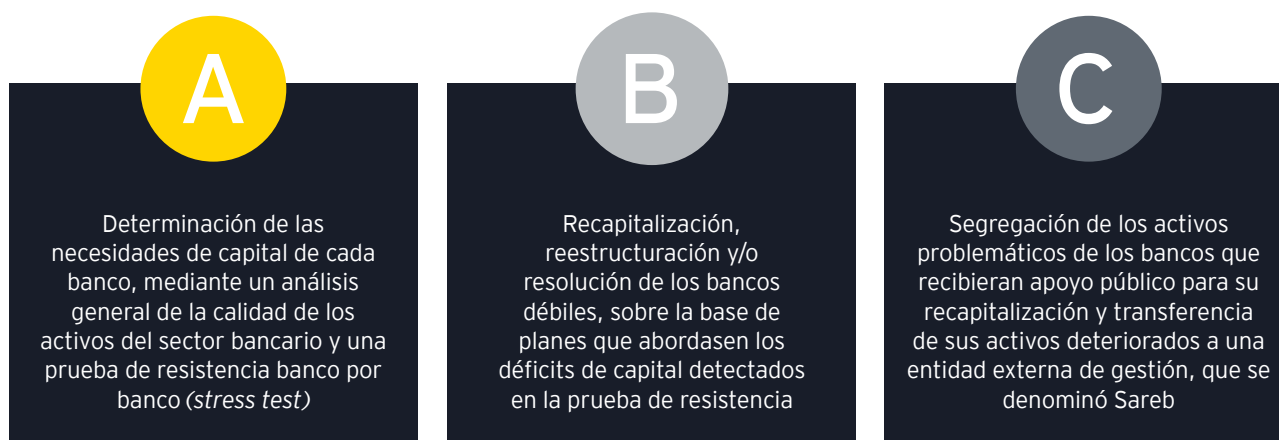 A
Determinación de las
necesidades de capital de cada
banco, mediante un análisis
general de la calidad de los
activos del sector bancario y una
prueba de resistencia banco por
banco (stress test)
B
Recapitalización,
reestructuración y/o
resolución de los bancos
débiles, sobre la base de
planes que abordasen los
déficits de capital detectados
en la prueba de resistencia
C
Segregación de los activos
problemáticos de los bancos que
recibieran apoyo público para su
recapitalización y transferencia
de sus activos deteriorados a una
entidad externa de gestión, que se
denominó Sareb